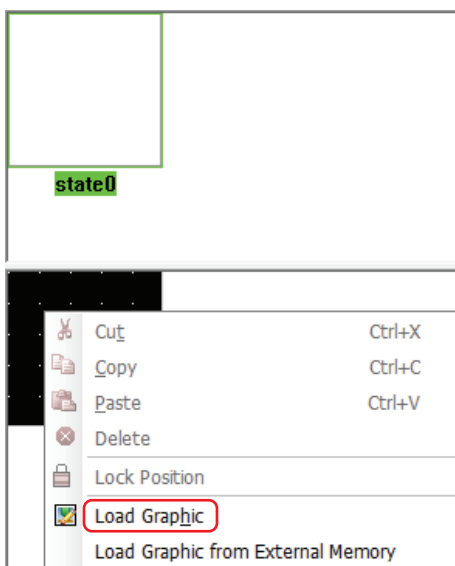 state0
Cut Ctrl+X
Copy Ctrl+C
Paste Ctrl+V
Delete
Lock Position
Load Graphic
Load Graphic from External Memory